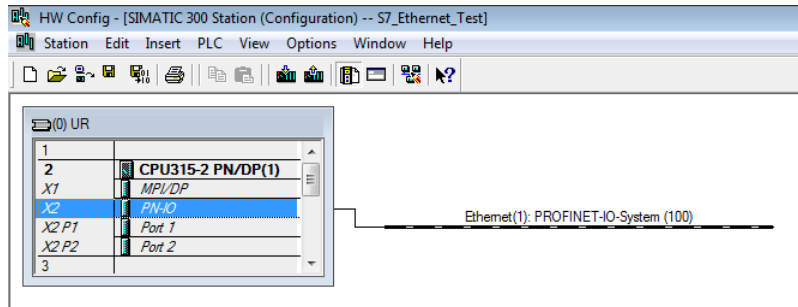 HW Config - [SIMATIC 300 Station (Configuration) -- S7_Ethernet_Test]
Station Edit Insert PLC View Options Window Help
(0) UR
1
2 CPU315-2 PN/DP(1)
X1 MPI/DP
X2 PN-IO
X2 P1 Port 1
X2 P2 Port 2
3
Ethernet(1): PROFINET-IO-System (100)